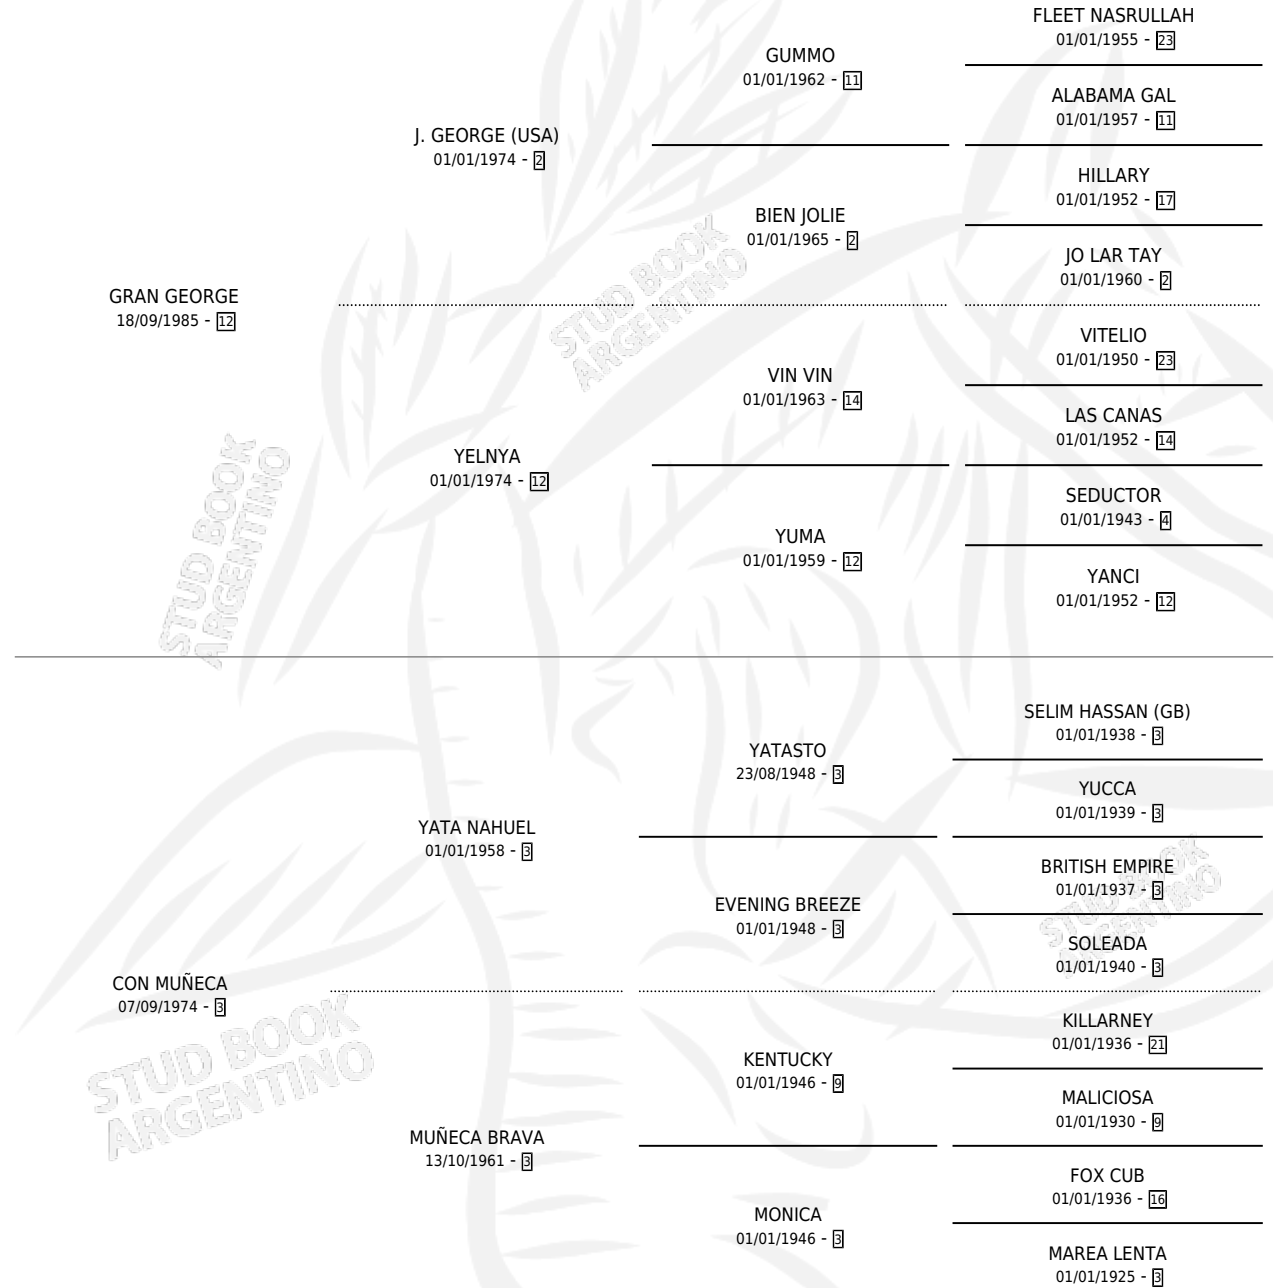 FLEET NASRULLAH
01/01/1955 - 23
GUMMO
01/01/1962 - 11
ALABAMA GAL
01/01/1957 - 11
J. GEORGE (USA)
01/01/1974 - 2
HILLARY
01/01/1952 - 17
BIEN JOLIE
01/01/1965 - 2
JO LAR TAY
01/01/1960 - 2
GRAN GEORGE
18/09/1985 - 12
VITELIO
01/01/1950 - 23
VIN VIN
01/01/1963 - 14
LAS CANAS
01/01/1952 - 14
YELNYA
01/01/1974 - 12
SEDUCTOR
01/01/1943 - 4
YUMA
01/01/1959 - 12
YANCI
01/01/1952 - 12
SELIM HASSAN (GB)
01/01/1938 - 3
YATASTO
23/08/1948 - 3
YUCCA
01/01/1939 - 3
YATA NAHUEL
01/01/1958 - 3
BRITISH EMPIRE
01/01/1937 - 3
EVENING BREEZE
01/01/1948 - 3
SOLEADA
01/01/1940 - 3
CON MUÑECA
07/09/1974 - 3
KILLARNEY
01/01/1936 - 21
KENTUCKY
01/01/1946 - 9
MALICIOSA
01/01/1930 - 9
MUÑECA BRAVA
13/10/1961 - 3
FOX CUB
01/01/1936 - 16
MONICA
01/01/1946 - 3
MAREA LENTA
01/01/1925 - 3
STUD BOOK
ARGENTINO
STUD BOOK
ARGENTINO
STUD BOOK
ARGENTINO
STUD BOOK
ARGENTINO